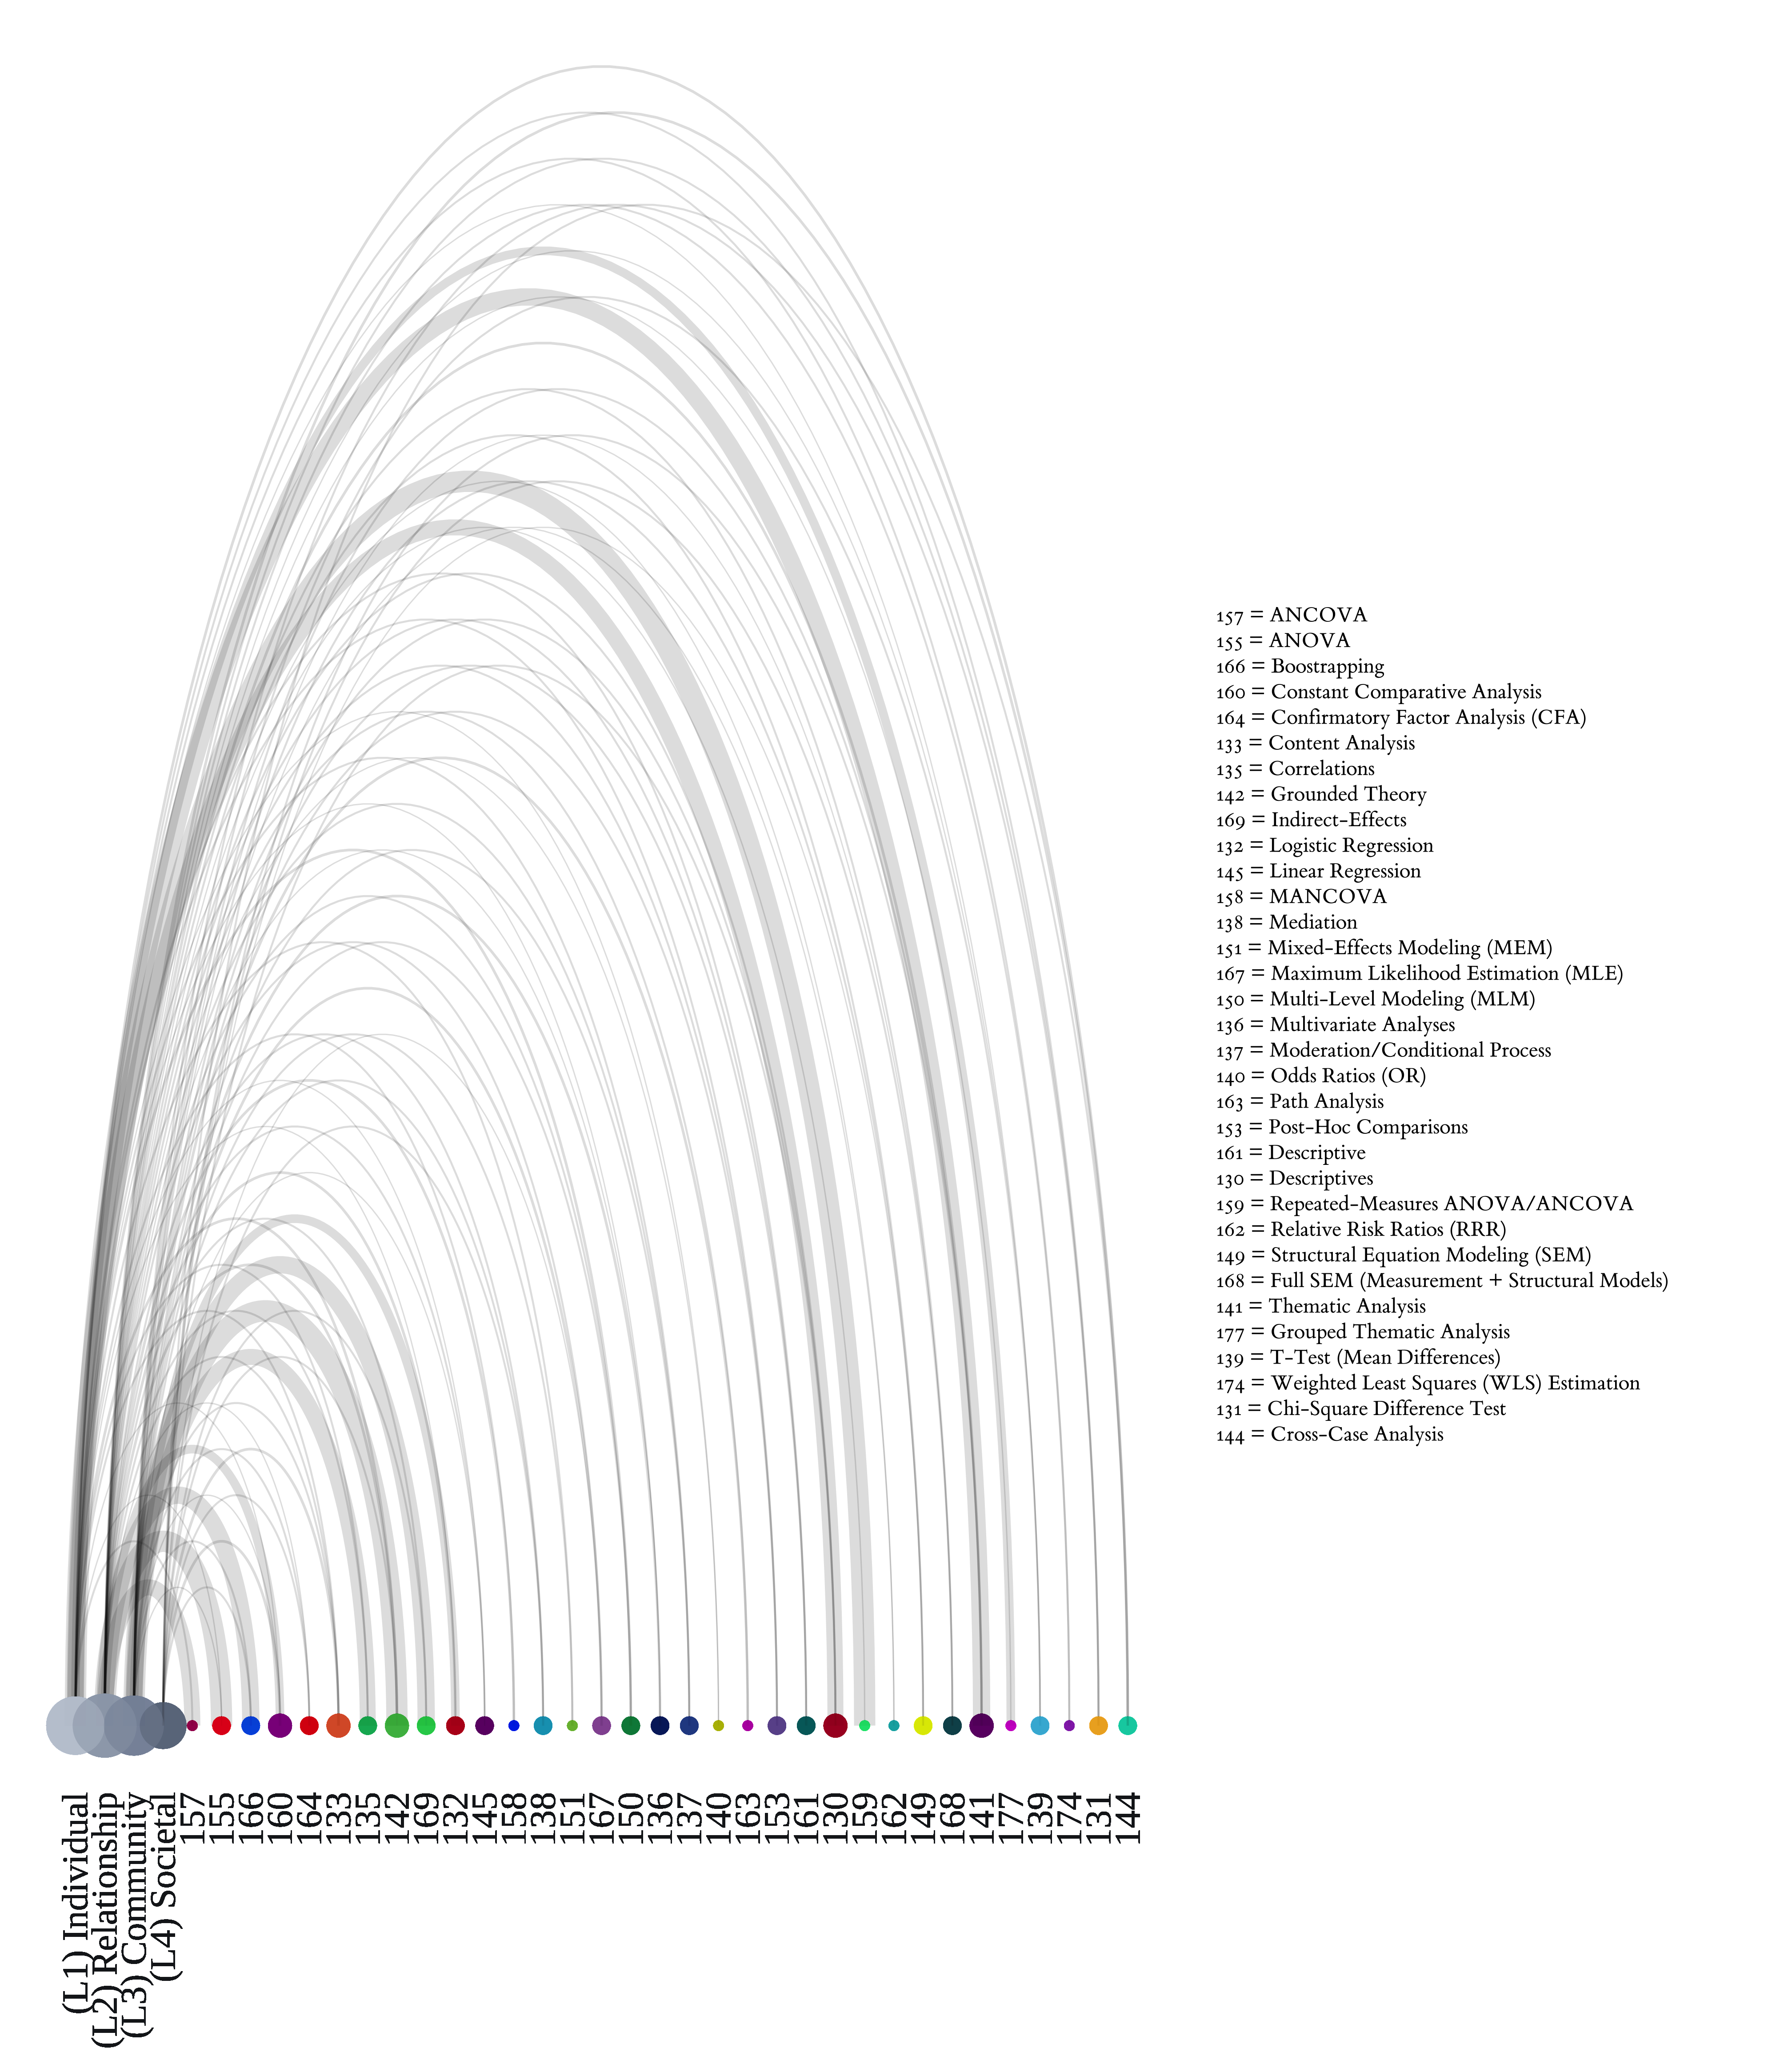 157 = ANCOVA
155 = ANOVA
166 = Boostrapping
160 = Constant Comparative Analysis
164 = Confirmatory Factor Analysis (CFA)
133 = Content Analysis
135 = Correlations
142 = Grounded Theory
169 = Indirect-Effects
132 = Logistic Regression
145 = Linear Regression
158 = MANCOVA
138 = Mediation
151 = Mixed-Effects Modeling (MEM)
167 = Maximum Likelihood Estimation (MLE)
150 = Multi-Level Modeling (MLM)
136 = Multivariate Analyses
137 = Moderation/Conditional Process
140 = Odds Ratios (OR)
163 = Path Analysis
153 = Post-Hoc Comparisons
161 = Descriptive
130 = Descriptives
159 = Repeated-Measures ANOVA/ANCOVA
162 = Relative Risk Ratios (RRR)
149 = Structural Equation Modeling (SEM)
168 = Full SEM (Measurement + Structural Models)
141 = Thematic Analysis
177 = Grouped Thematic Analysis
139 = T-Test (Mean Differences)
174 = Weighted Least Squares (WLS) Estimation
131 = Chi-Square Difference Test
144 = Cross-Case Analysis
(L1) Individual
(L2) Relationship
(L3) Community
(L4) Societal
157
155
166
160
164
133
135
142
169
132
145
158
138
151
167
150
136
137
140
163
153
161
130
159
162
149
168
141
177
139
174
131
144